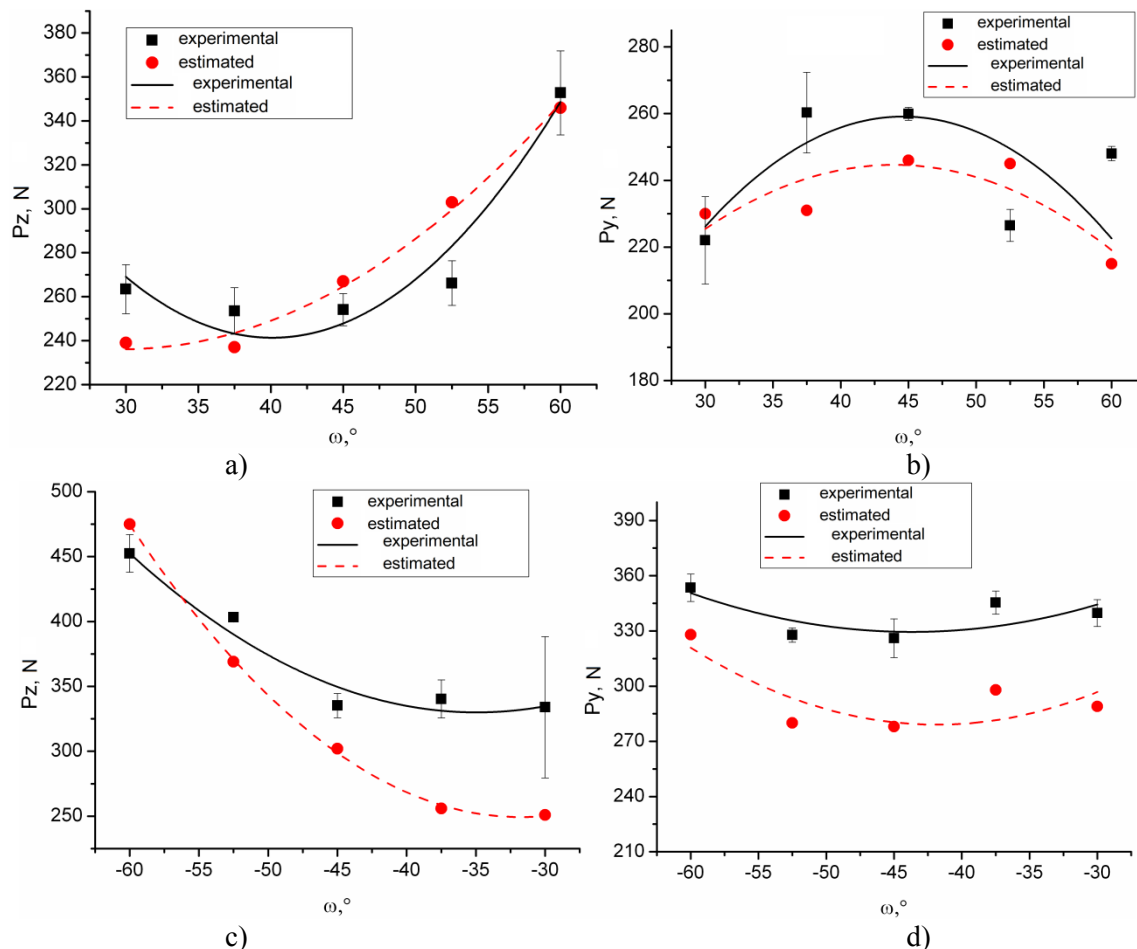 Pz, N
380
360
340
320
300
280
260
240
220
30 35 40 45 50 55 60
ω,°
experimental
estimated
experimental
estimated
a)
Py, N
280
260
240
220
200
180
30 35 40 45 50 55 60
ω,°
experimental
estimated
experimental
estimated
b)
Pz, N
500
450
400
350
300
250
-60 -55 -50 -45 -40 -35 -30
ω,°
experimental
estimated
experimental
estimated
c)
Py, N
390
360
330
300
270
240
210
-60 -55 -50 -45 -40 -35 -30
ω,°
experimental
estimated
experimental
estimated
d)